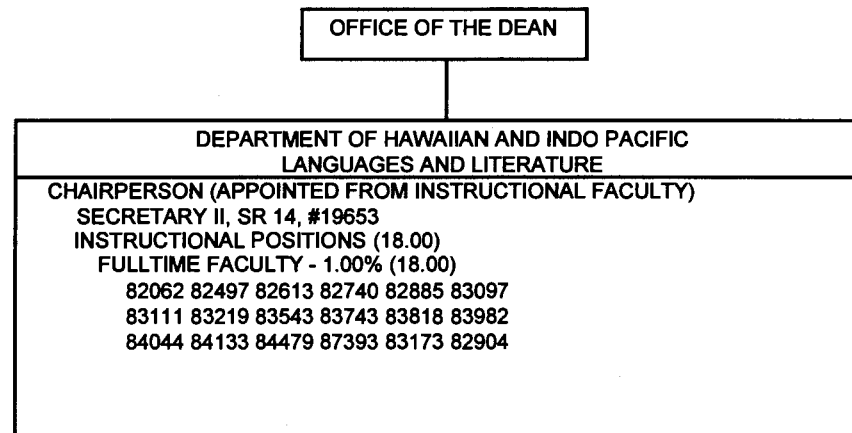 OFFICE OF THE DEAN
DEPARTMENT OF HAWAIIAN AND INDO PACIFIC
LANGUAGES AND LITERATURE
CHAIRPERSON (APPOINTED FROM INSTRUCTIONAL FACULTY)
SECRETARY II, SR 14, #19653
INSTRUCTIONAL POSITIONS (18.00)
FULLTIME FACULTY - 1.00% (18.00)
82062 82497 82613 82740 82885 83097
83111 83219 83543 83743 83818 83982
84044 84133 84479 87393 83173 82904